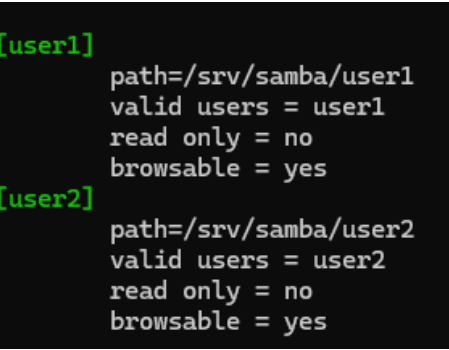 [user1]
path=/srv/samba/user1
valid users = user1
read only = no
browsable = yes
[user2]
path=/srv/samba/user2
valid users = user2
read only = no
browsable = yes